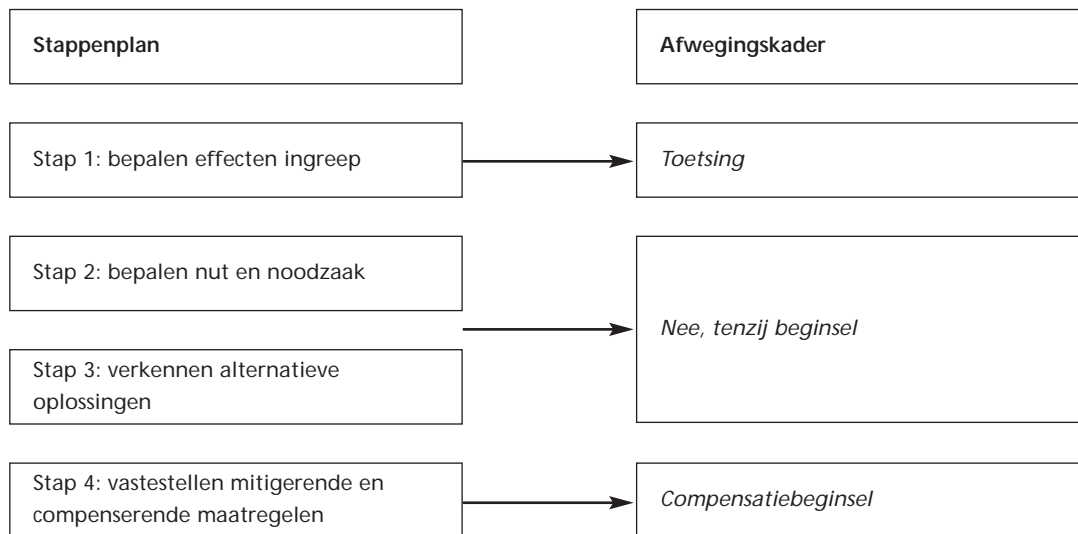 Stappenplan
Afwegingskader
Stap 1: bepalen effecten ingreep
Toetsing
Stap 2: bepalen nut en noodzaak
Stap 3: verkennen alternatieve
oplossingen
Nee, tenzij beginsel
Stap 4: vastestellen mitigerende en
compenserende maatregelen
Compensatiebeginsel